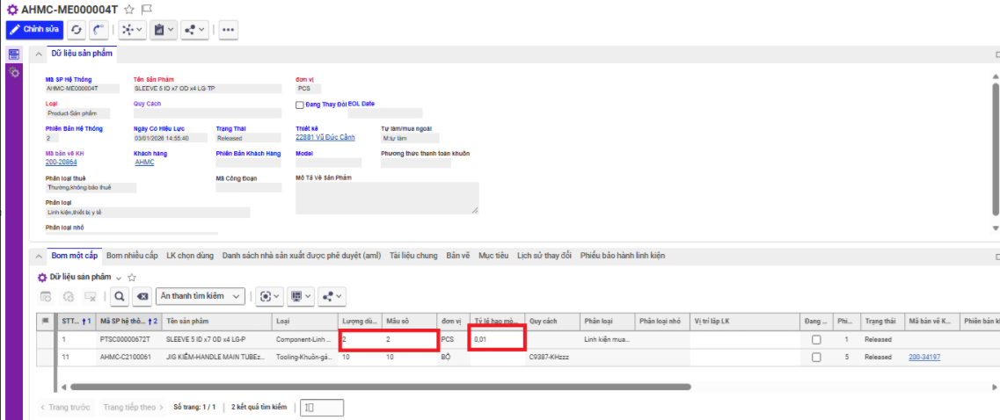 AHMC-ME000004T
Chỉnh sửa
Dữ liệu sản phẩm
Mã SP Hệ Thống Tên Sản Phẩm đơn vị
AHMC-ME000004T SLEEVE 5 ID x7 OD x4 LG-TP PCS
Loại Quy Cách Đang Thay Đổi EOL Date
Product-Sản phẩm
Phiên Bản Hệ Thống Ngày Có Hiệu Lực Trạng Thái Thiết kế Tự làm/mua ngoài
2 03/01/2026 14:55:40 Released 22881 Vũ Đức Cảnh M:tự làm
Mã bản vẽ KH Khách hàng Phiên Bản Khách Hàng Model Phương thức thanh toán khuôn
200-20864 AHMC
Phân loại thuế Mã Công Đoạn Mô Tả Về Sản Phẩm
Thường,không báo thuế
Phân loại
Linh kiện,thiết bị y tế
Phân loại nhỏ
Bom một cấp Bom nhiều cấp LK chọn dùng Danh sách nhà sản xuất được phê duyệt (aml) Tài liệu chung Bản vẽ Mục tiêu Lịch sử thay đổi Phiếu bảo hành linh kiện
Dữ liệu sản phẩm
Ẩn thanh tìm kiếm
STT... 1 Mã SP hệ thố... 2 Tên sản phẩm Loại Lượng dù... Mẫu số đơn vị Tỷ lệ hao mò... Quy cách Phân loại Phân loại nhỏ Vị trí lắp LK Đang ... Phi... Trạng thái Mã bản vẽ K... Phiên bản kh
1 PTSC00000672T SLEEVE 5 ID x7 OD x4 LG-P Component-Linh ... 2 2 PCS 0,01 Linh kiện mua... 1 Released
11 AHMC-C2100061 JIG KIỂM-HANDLE MAIN TUBEz... Tooling-Khuôn-gá... 10 10 BỘ C9387-KHzzz 5 Released 200-34197
< Trang trước Trang tiếp theo > Số trang: 1 / 1 2 kết quả tìm kiếm